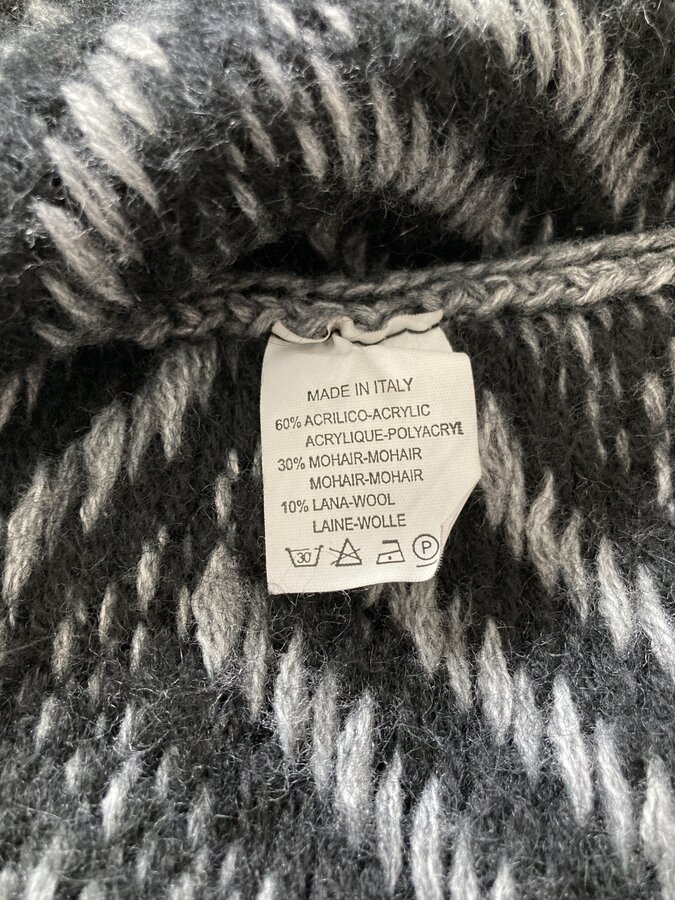 MADE IN ITALY
60% ACRILICO-ACRYLIC
ACRYLIQUE-POLYACRYL
30% MOHAIR-MOHAIR
MOHAIR-MOHAIR
10% LANA-WOOL
LAINE-WOLLE
30 P